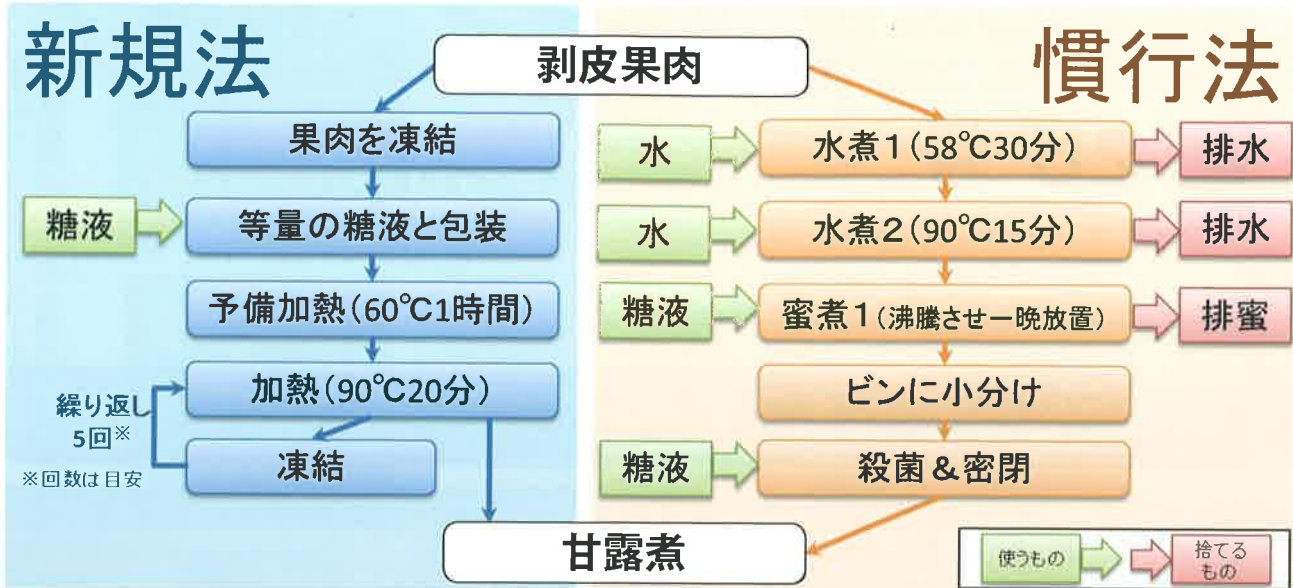 新規法
慣行法
剥皮果肉
果肉を凍結
糖液
等量の糖液と包装
予備加熱(60℃1時間)
加熱(90℃20分)
繰り返し
5回※
※回数は目安
凍結
水
水煮1(58℃30分)
排水
水
水煮2(90℃15分)
排水
糖液
蜜煮1(沸騰させ一晩放置)
排蜜
ビンに小分け
糖液
殺菌&密閉
甘露煮
使うもの
捨てる
もの